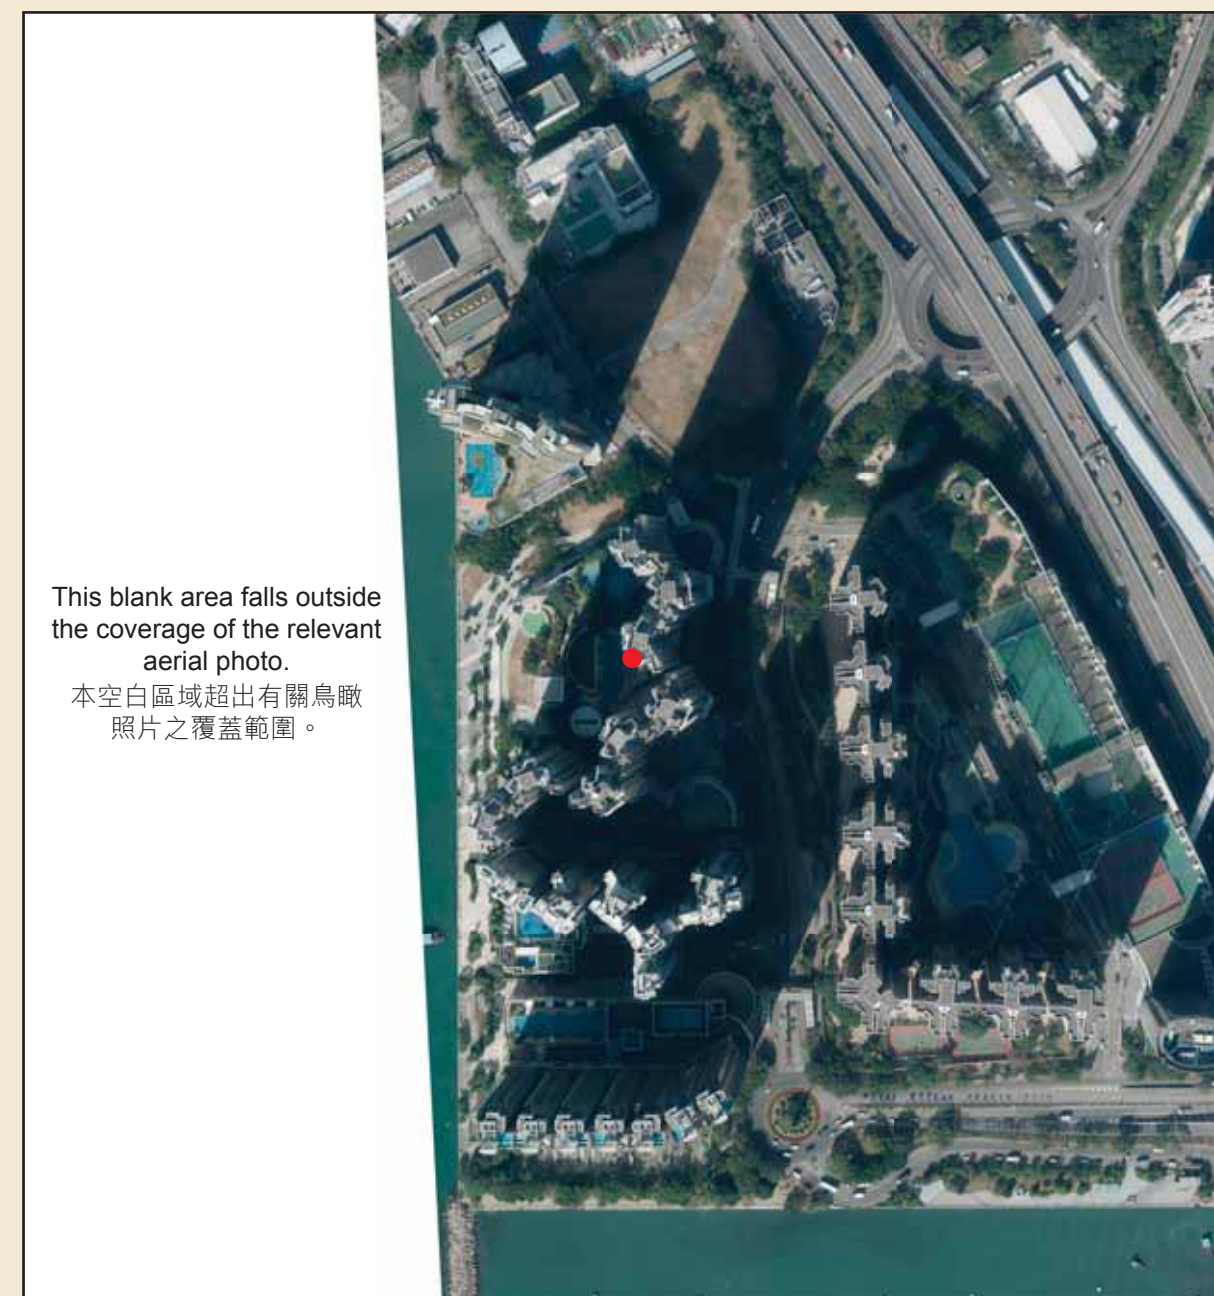 This blank area falls outside
the coverage of the relevant
aerial photo.
本空白區域超出有關鳥瞰
照片之覆蓋範圍。